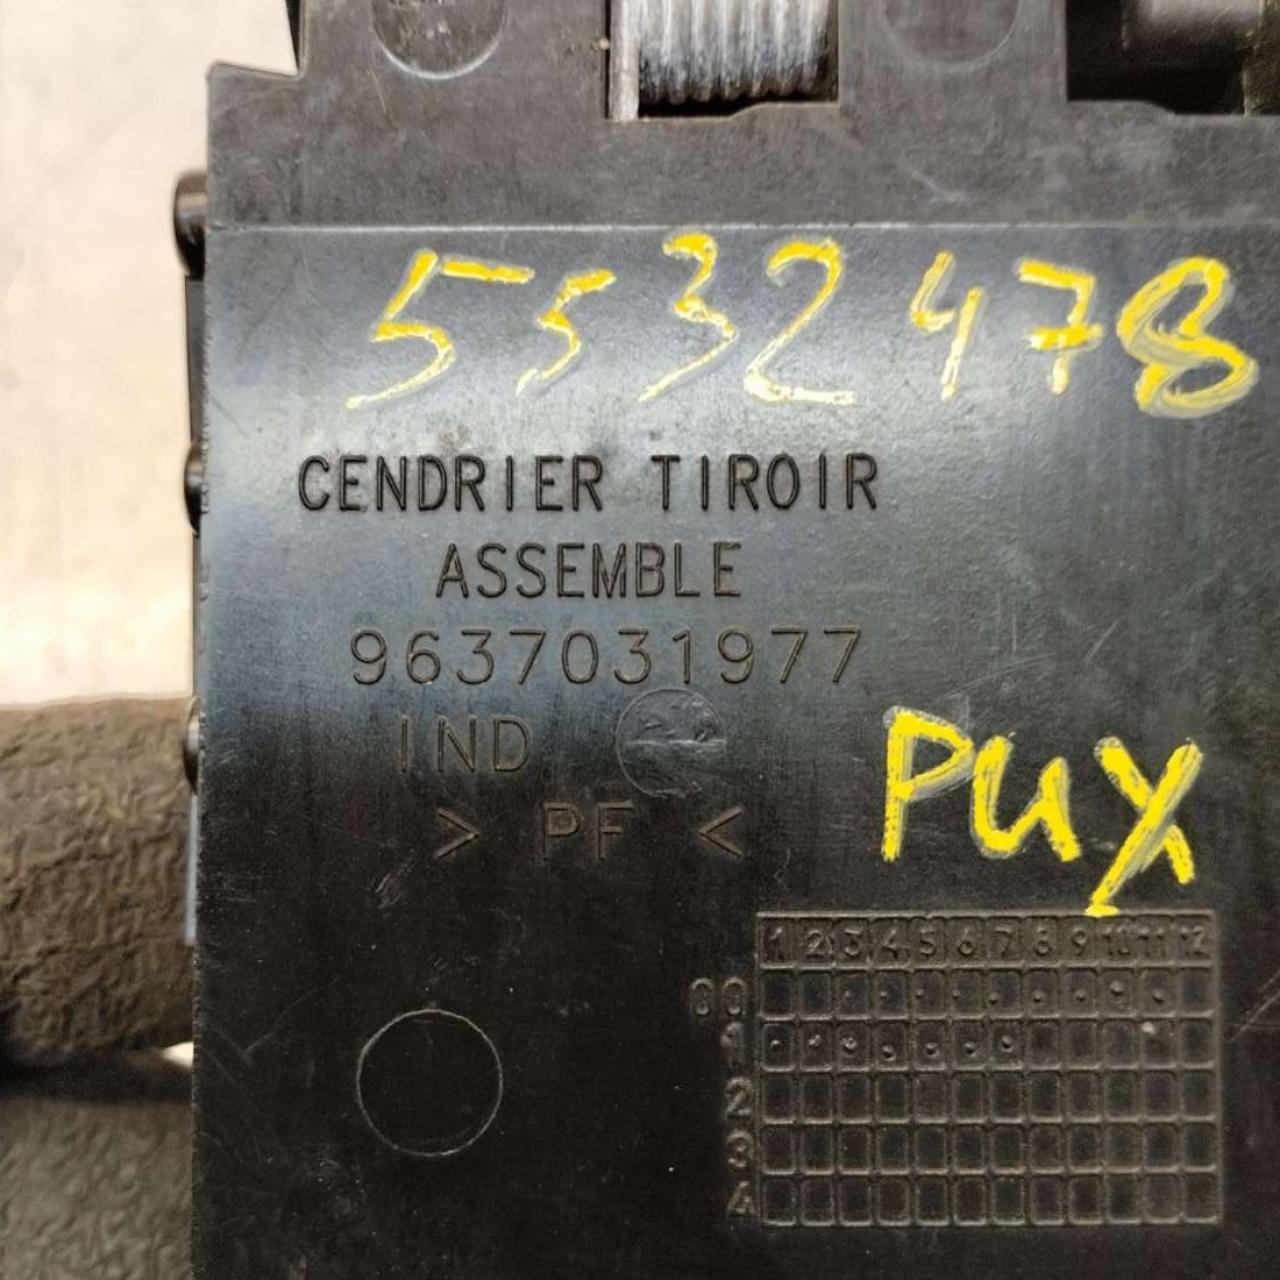 5532478
CENDRIER TIROIR
ASSEMBLE
9637031977
IND
> PF <
PUX
1 2 3 4 5 6 7 8 9 10 11 12
00
1
2
3
4